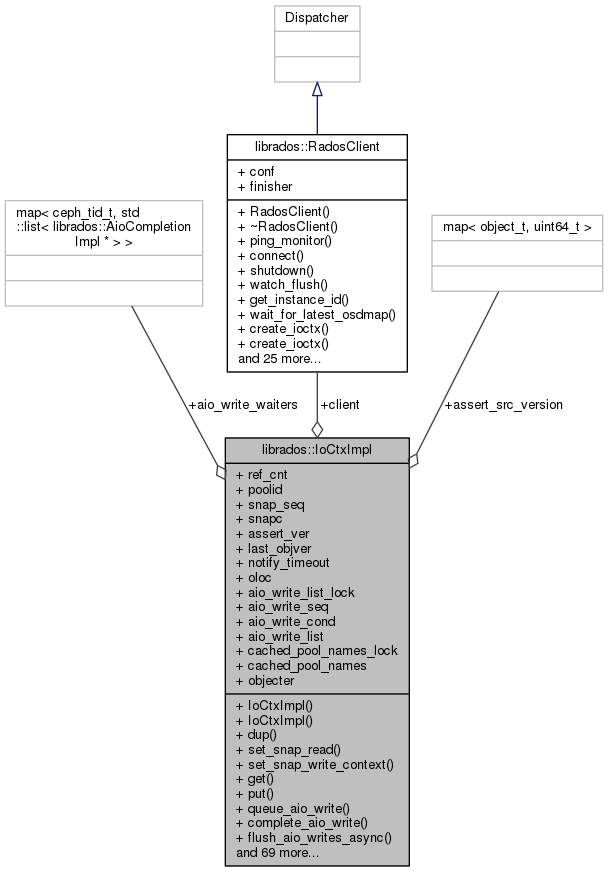 Dispatcher
librados::RadosClient
+ conf
+ finisher
+ RadosClient()
+ ~RadosClient()
+ ping_monitor()
+ connect()
+ shutdown()
+ watch_flush()
+ get_instance_id()
+ wait_for_latest_osdmap()
+ create_ioctx()
+ create_ioctx()
and 25 more...
map< ceph_tid_t, std
::list< librados::AioCompletion
Impl * > >
map< object_t, uint64_t >
+aio_write_waiters
+client
+assert_src_version
librados::IoCtxImpl
+ ref_cnt
+ poolid
+ snap_seq
+ snapc
+ assert_ver
+ last_objver
+ notify_timeout
+ oloc
+ aio_write_list_lock
+ aio_write_seq
+ aio_write_cond
+ aio_write_list
+ cached_pool_names_lock
+ cached_pool_names
+ objecter
+ IoCtxImpl()
+ IoCtxImpl()
+ dup()
+ set_snap_read()
+ set_snap_write_context()
+ get()
+ put()
+ queue_aio_write()
+ complete_aio_write()
+ flush_aio_writes_async()
and 69 more...